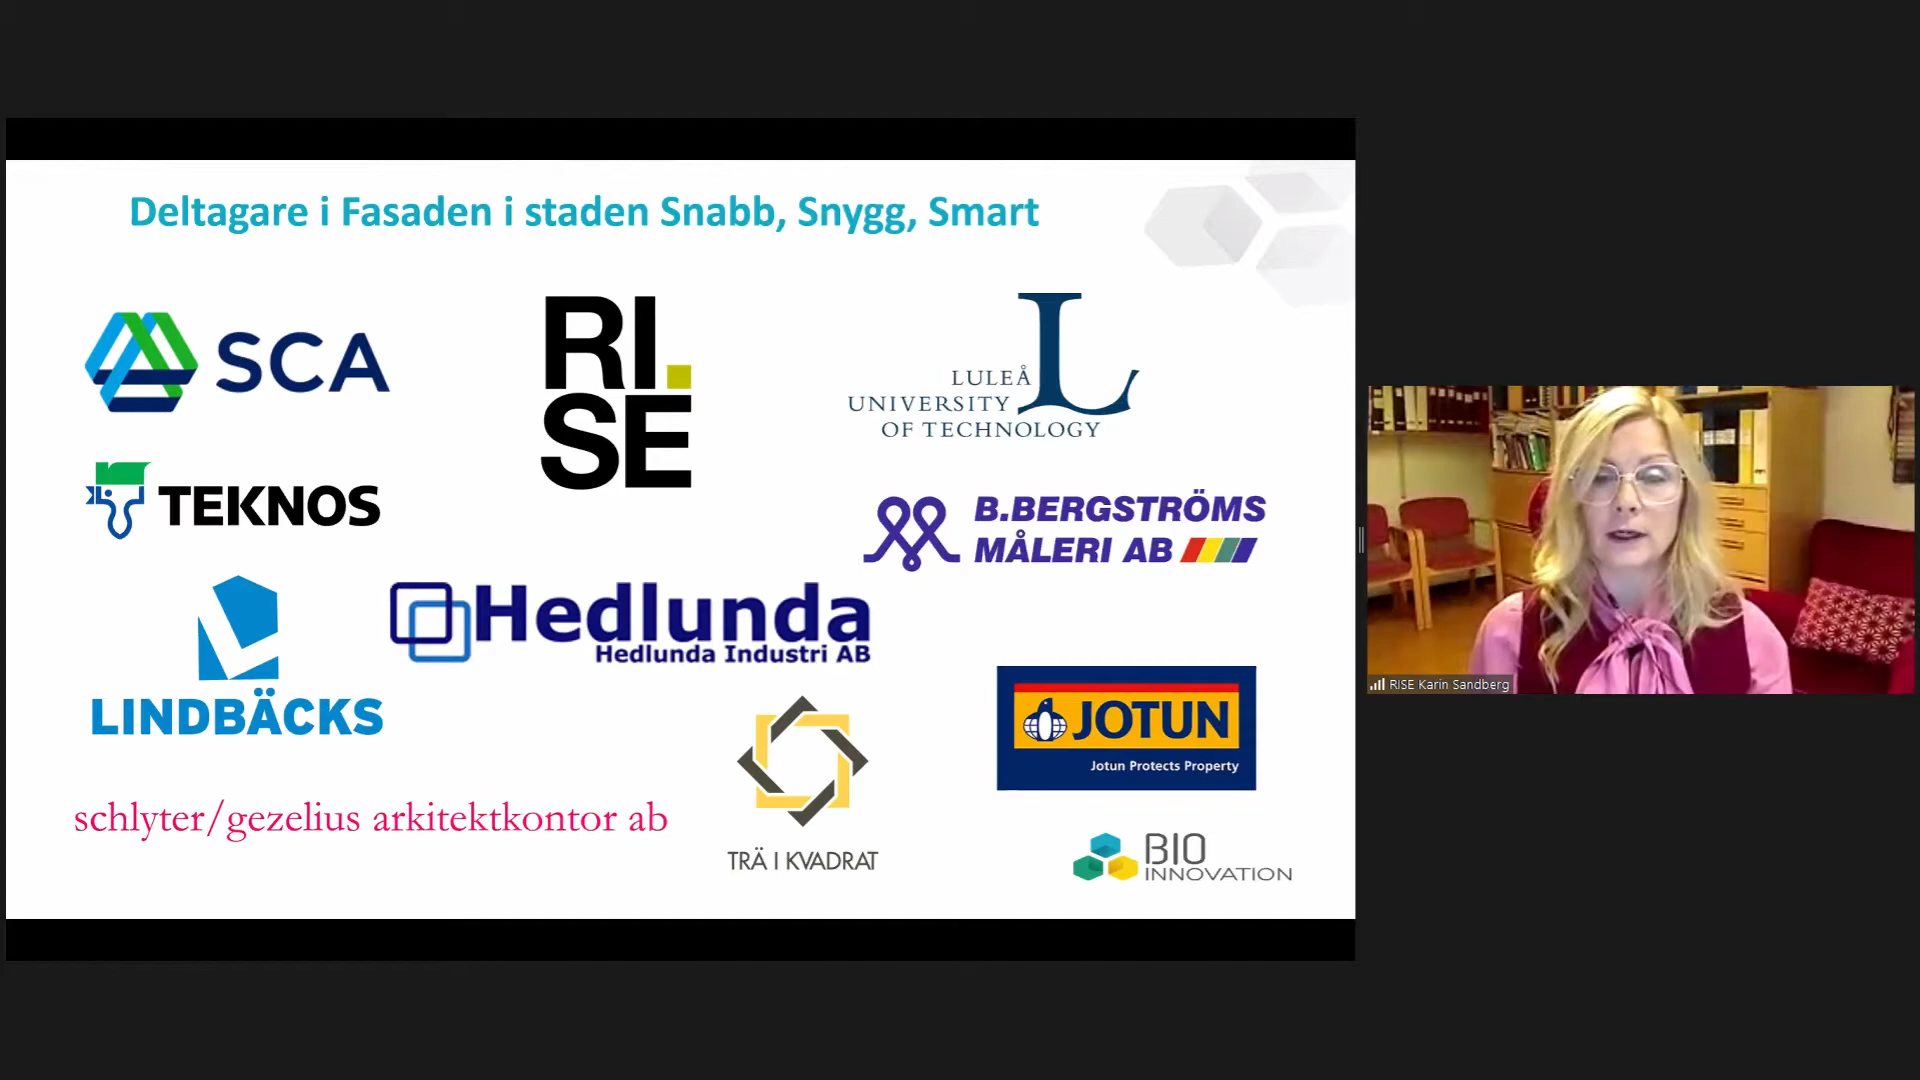 Deltagare i Fasaden i staden Snabb, Snygg, Smart
SCA
RI.
SE
LULEÅ
UNIVERSITY
OF TECHNOLOGY
TEKNOS
B.BERGSTRÖMS
MÅLERI AB
Hedlunda
Hedlunda Industri AB
LINDBÄCKS
JOTUN
Jotun Protects Property
schlyter/gezelius arkitektkontor ab
TRÄ I KVADRAT
BIO
INNOVATION
RISE Karin Sandberg